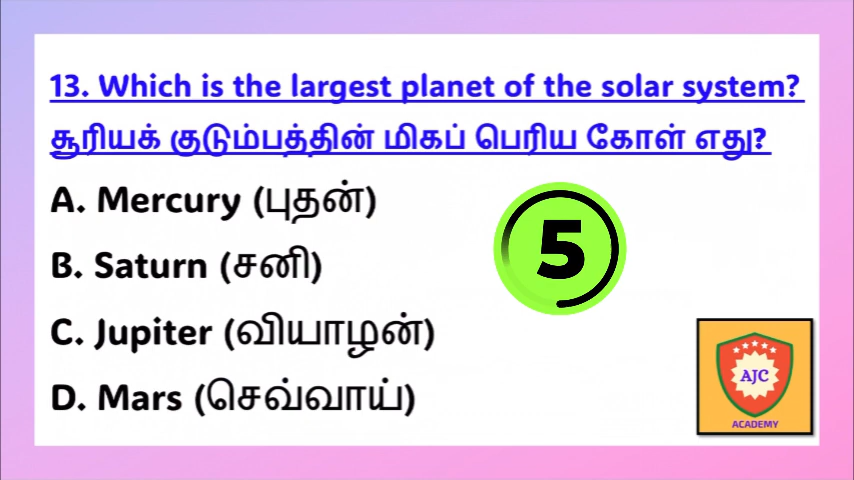 13. Which is the largest planet of the solar system?
சூரியக் குடும்பத்தின் மிகப் பெரிய கோள் எது?
A. Mercury (புதன்)
B. Saturn (சனி)
C. Jupiter (வியாழன்)
D. Mars (செவ்வாய்)
5
AJC
ACADEMY